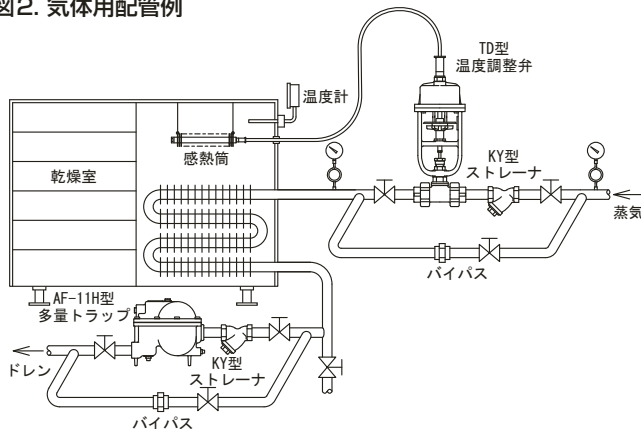 図2. 気体用配管例
TD型
温度調整弁
温度計
KY型
ストレーナ
感熱筒
乾燥室
蒸気
バイパス
AF-11H型
多量トラップ
KY型
ストレーナ
ドレン
バイパス